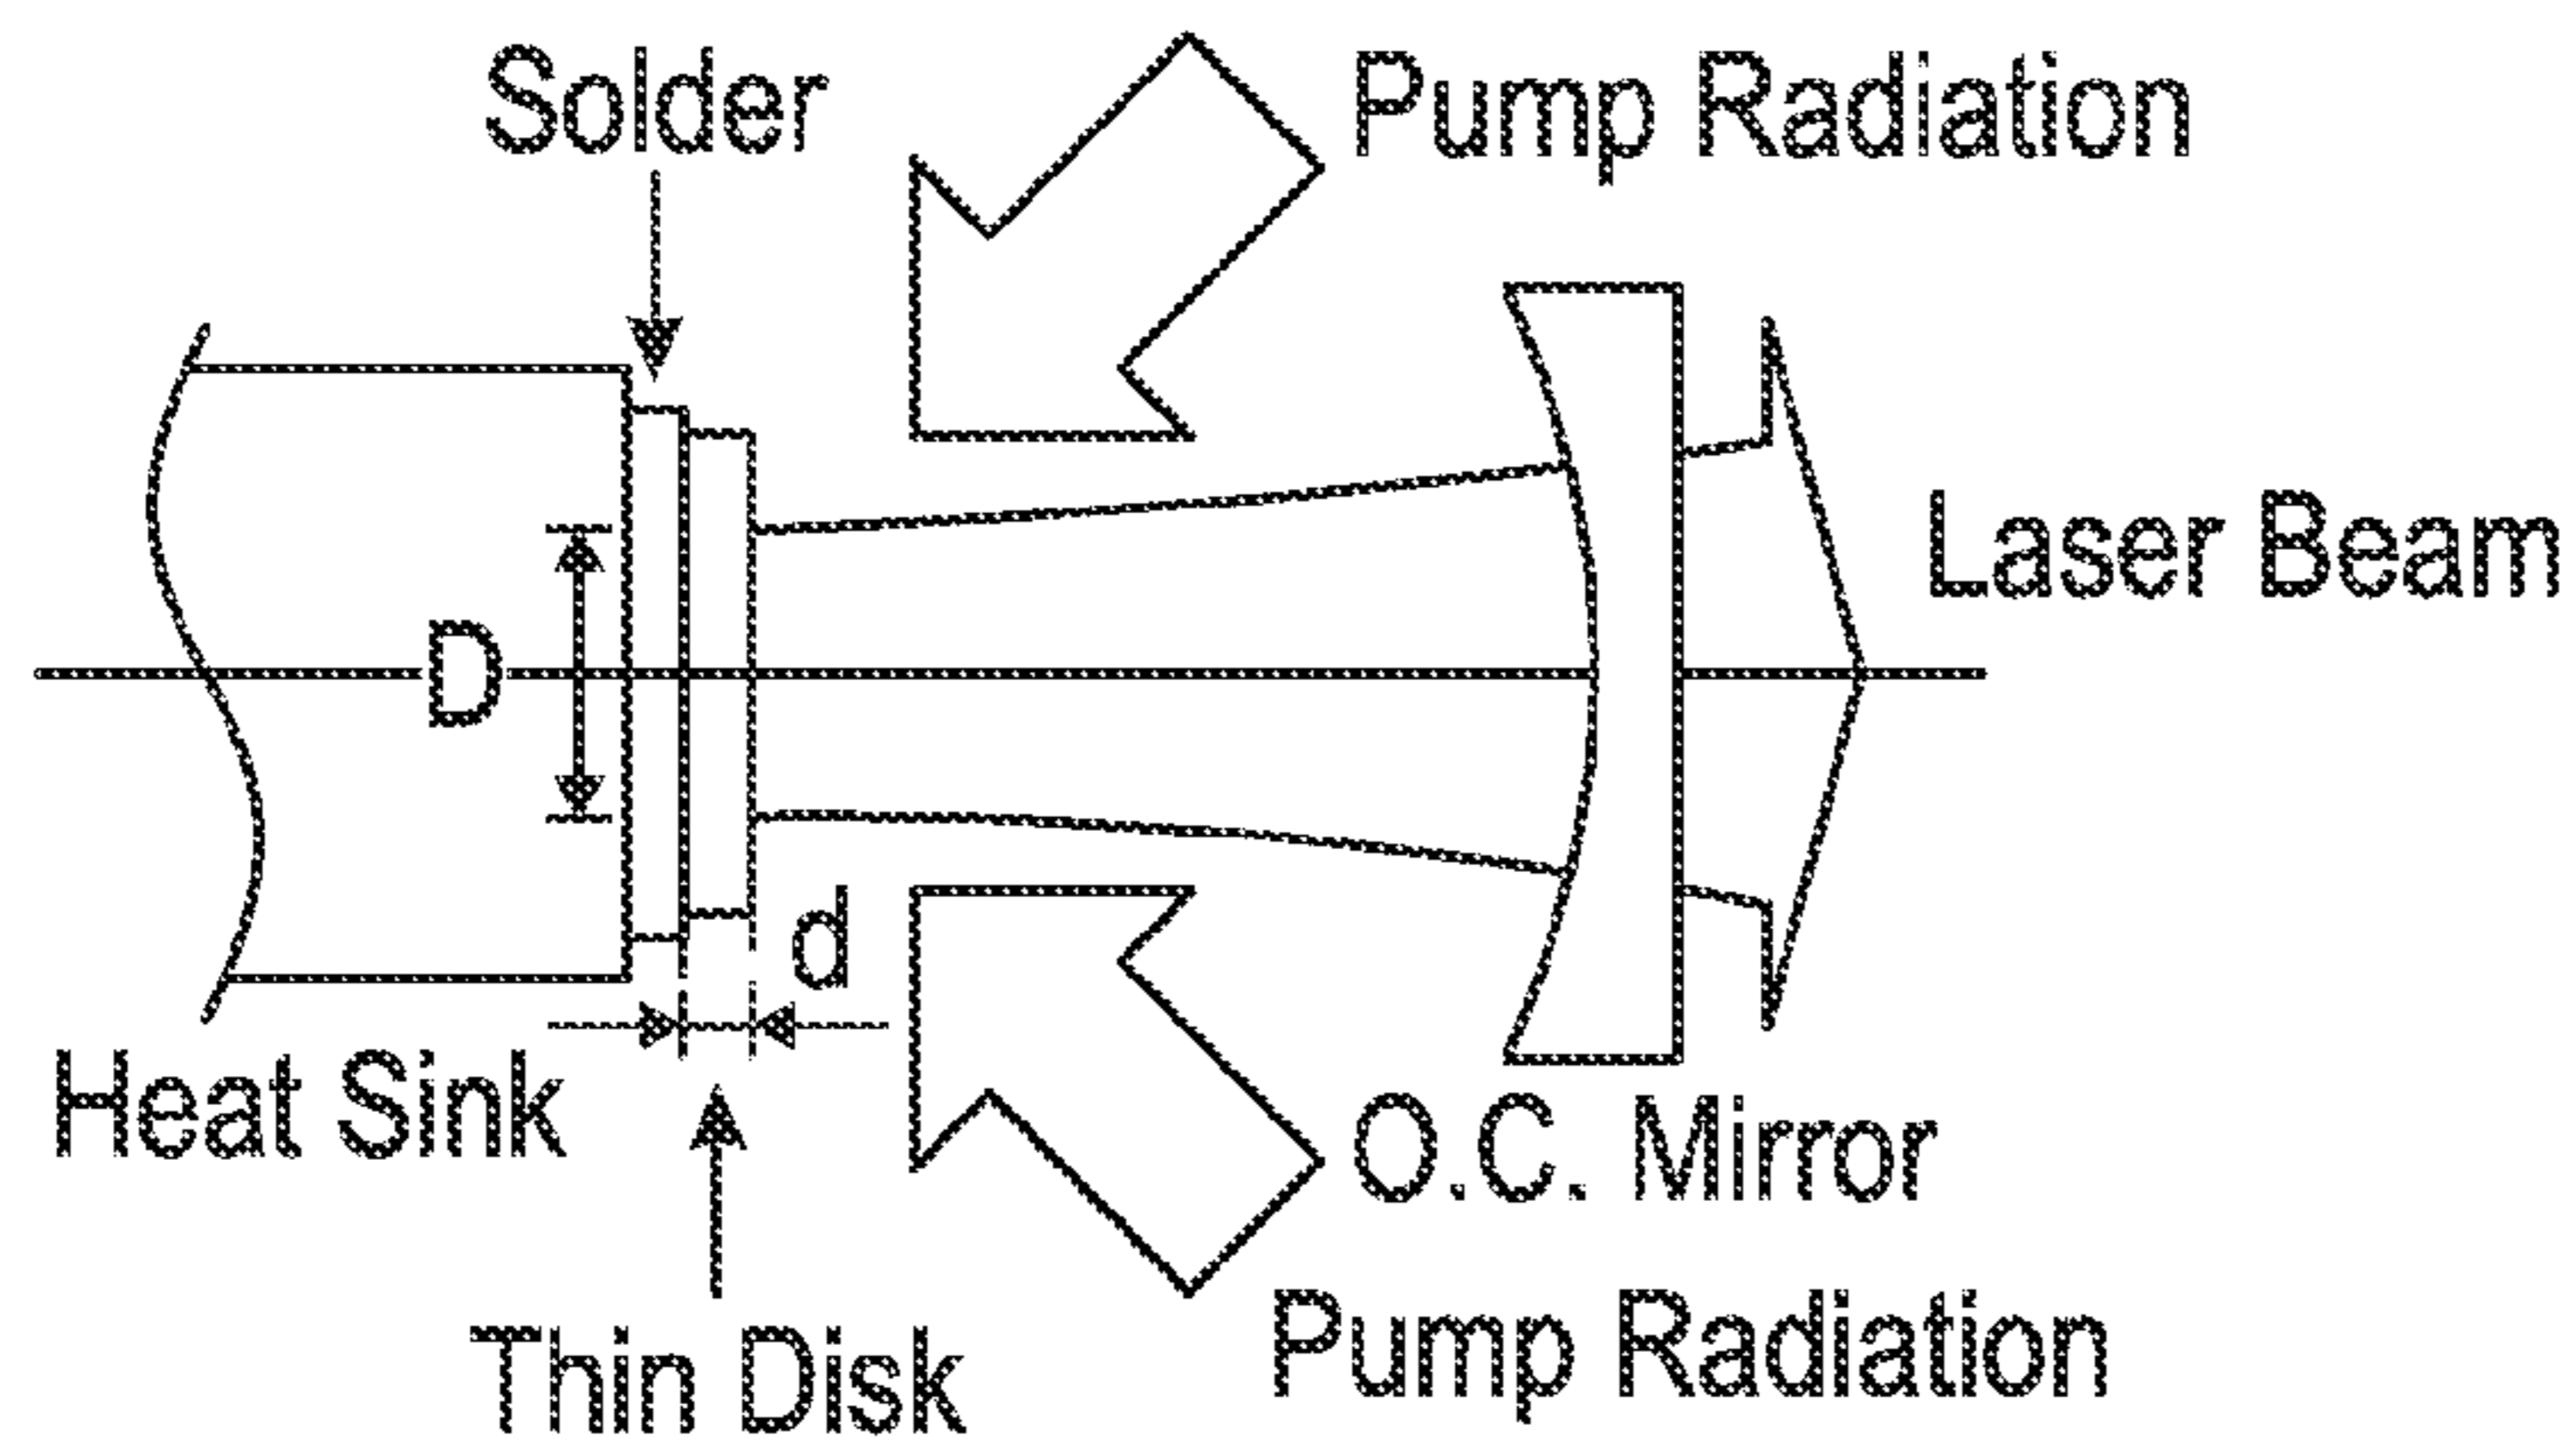 Solder
Pump Radiation
Laser Beam
D
d
Heat Sink
O.C. Mirror
Thin Disk
Pump Radiation